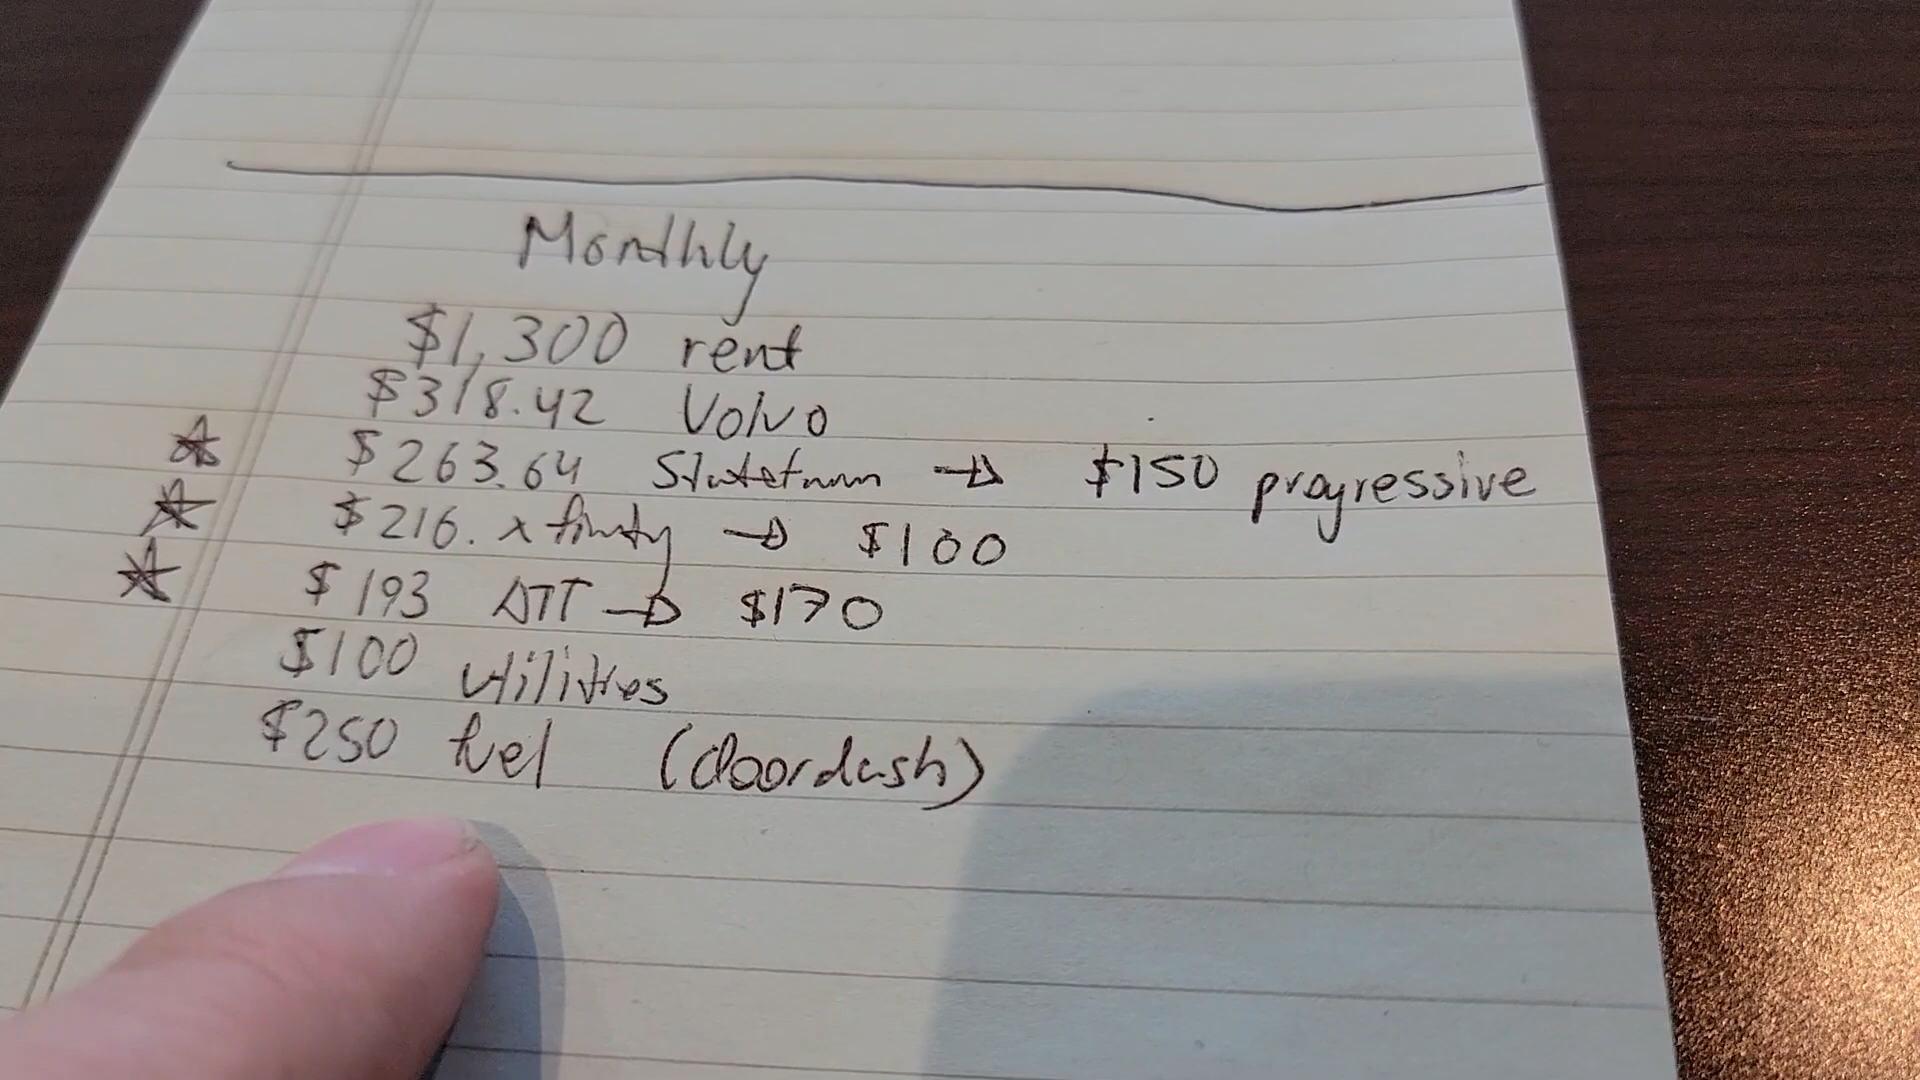 Monthly
$1,300 rent
$318.42 Volvo
☆ $263.64 Statefarm → $150 progressive
☆ $216. xfinity → $100
☆ $193 ATT → $170
$100 utilities
$250 fuel (doordash)